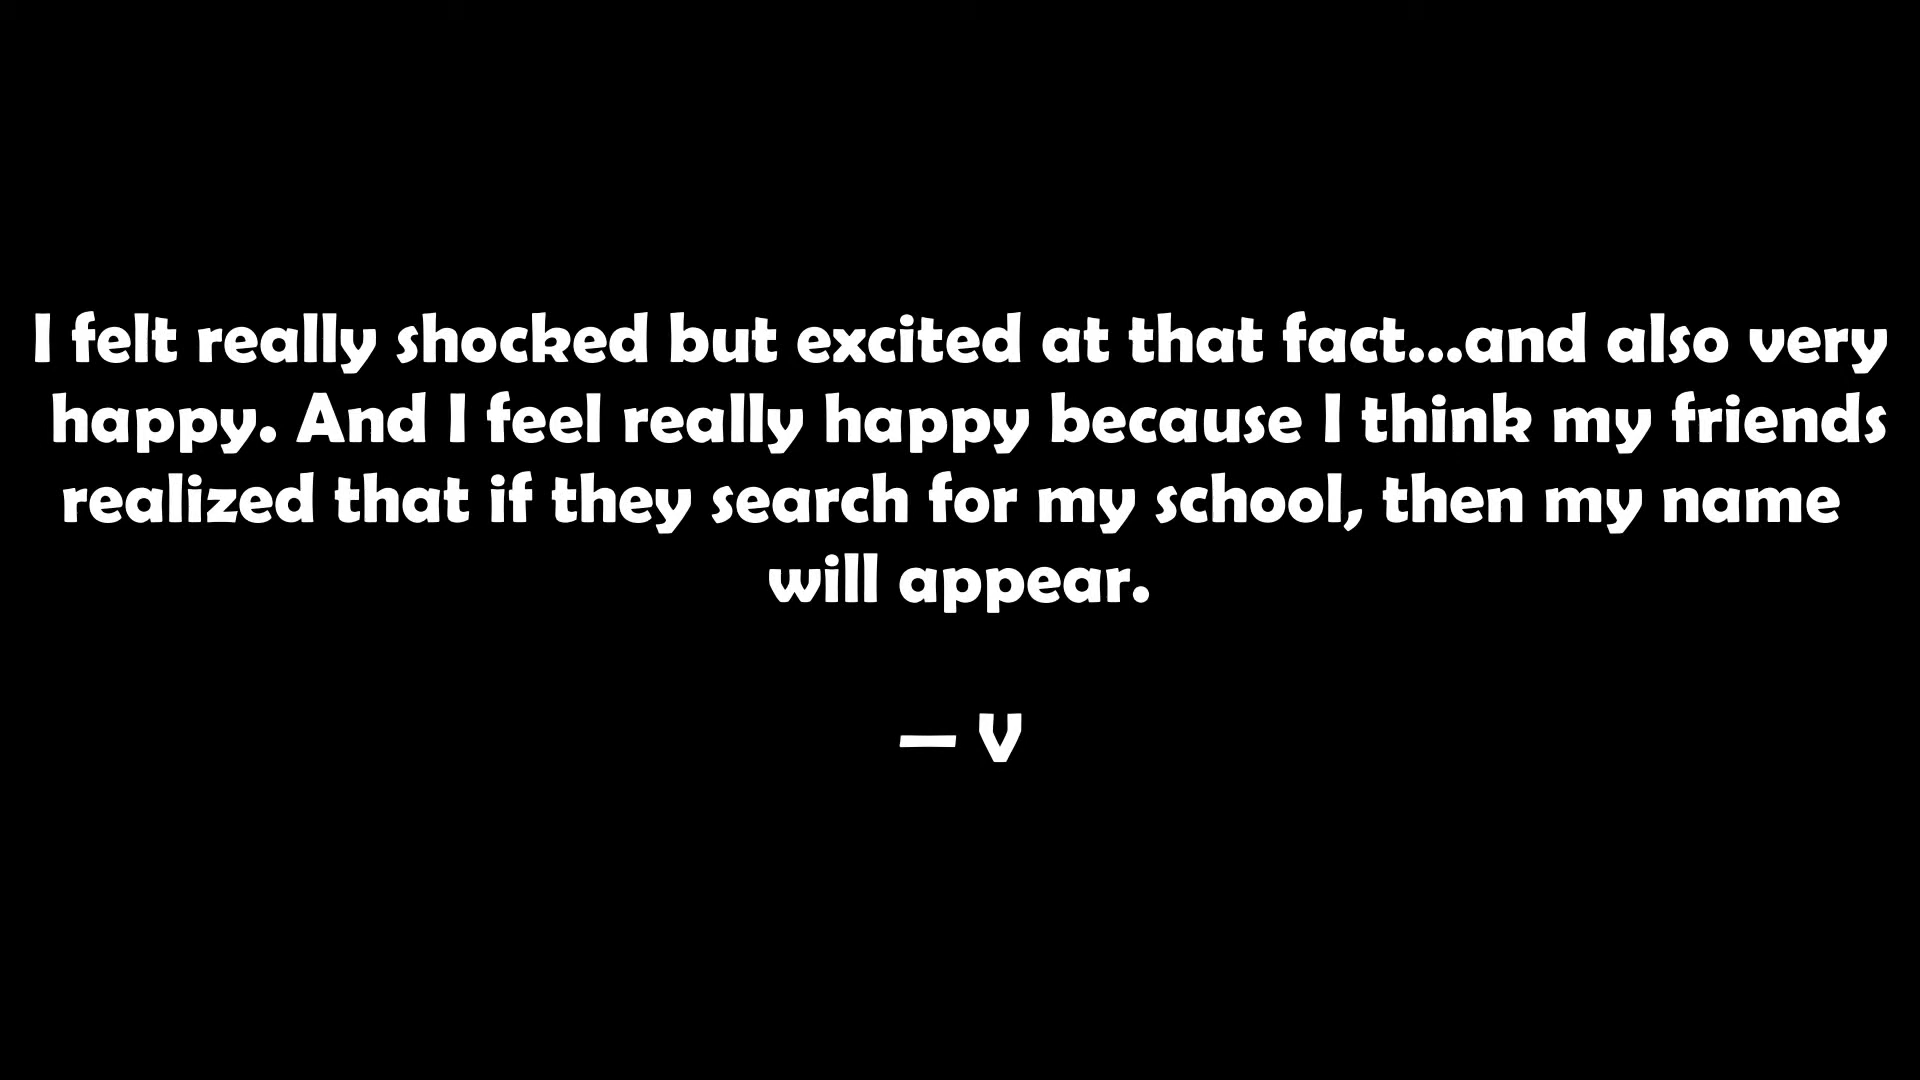 I felt really shocked but excited at that fact...and also very
happy. And I feel really happy because I think my friends
realized that if they search for my school, then my name
will appear.
— V